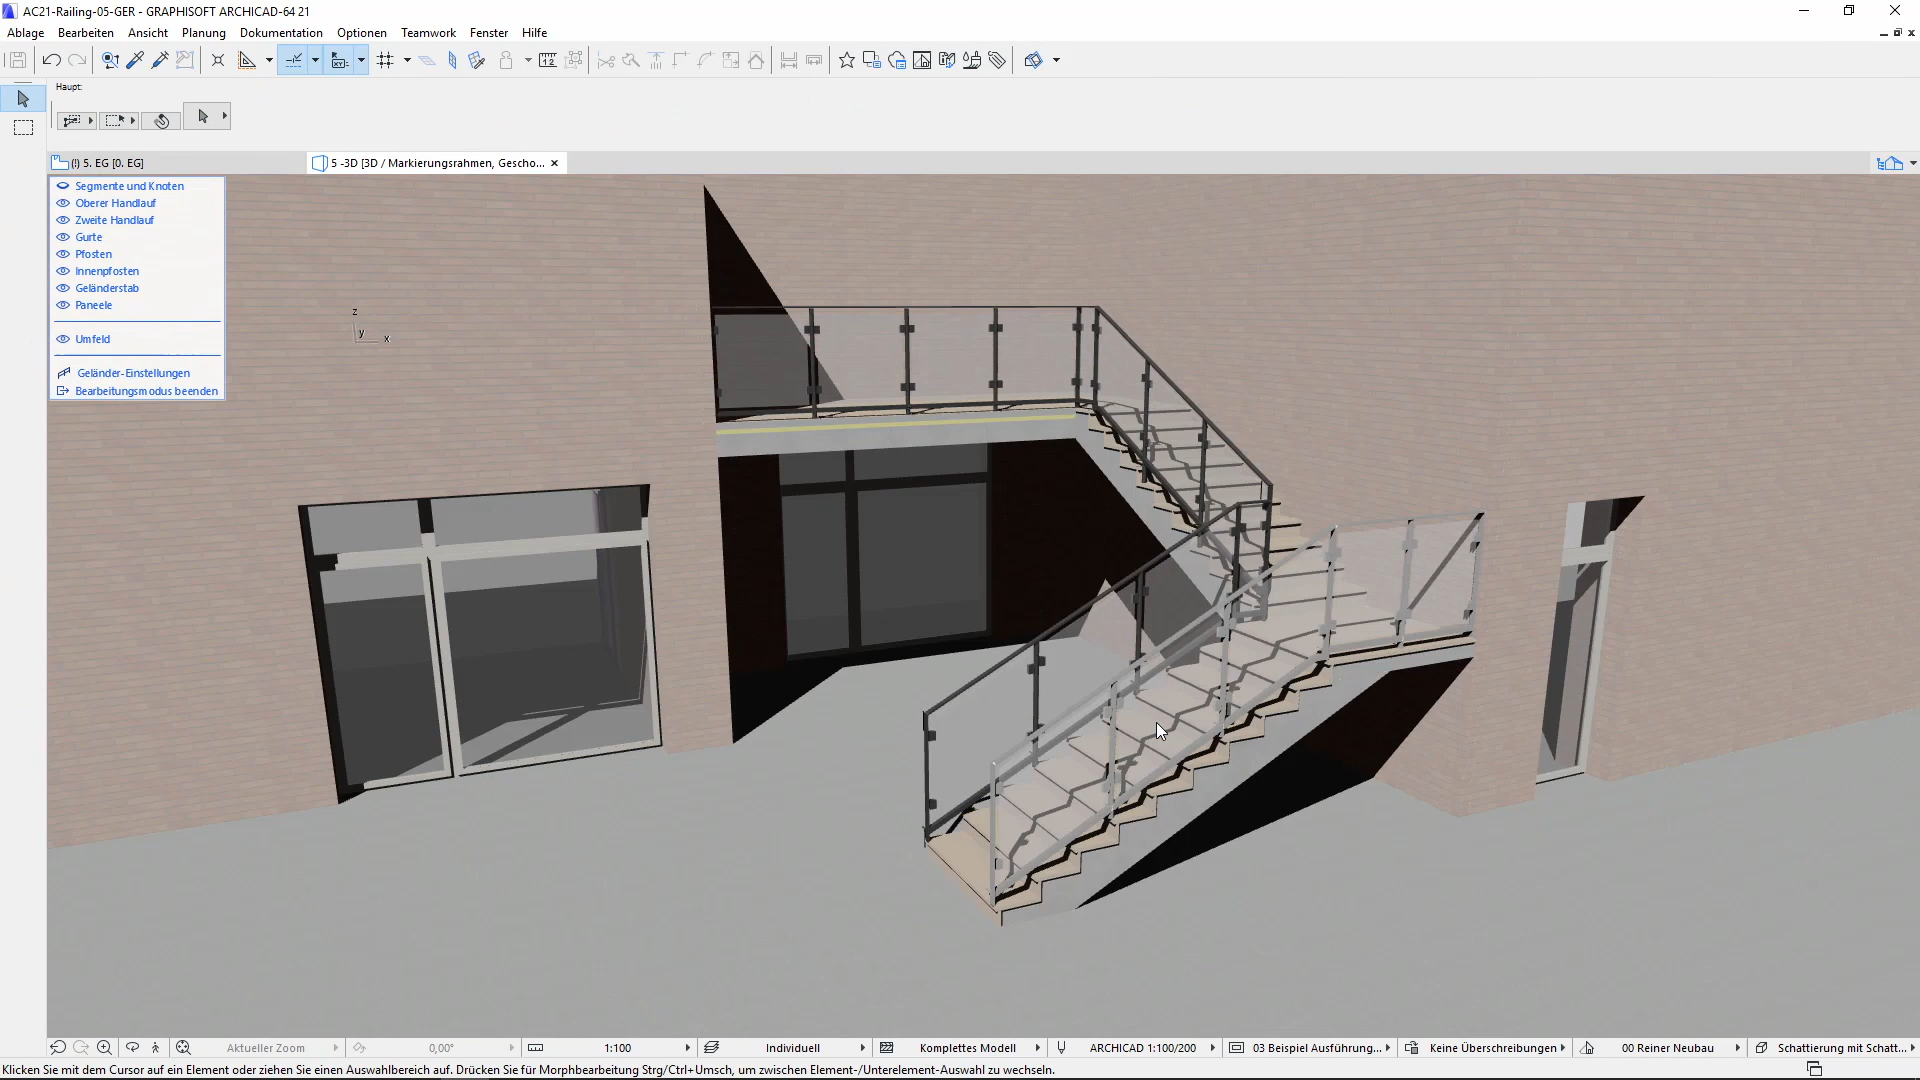 AC21-Railing-05-GER - GRAPHISOFT ARCHICAD-64 21
Ablage Bearbeiten Ansicht Planung Dokumentation Optionen Teamwork Fenster Hilfe
Haupt:
(!) 5. EG [0. EG]
5 -3D [3D / Markierungsrahmen, Gescho...
Segmente und Knoten
Oberer Handlauf
Zweite Handlauf
Gurte
Pfosten
Innenpfosten
Geländerstab
Paneele
Umfeld
Geländer-Einstellungen
Bearbeitungsmodus beenden
z
y
x
Aktueller Zoom 0,00° 1:100 Individuell Komplettes Modell ARCHICAD 1:100/200 03 Beispiel Ausführung... Keine Überschreibungen 00 Reiner Neubau Schattierung mit Schatt...
Klicken Sie mit dem Cursor auf ein Element oder ziehen Sie einen Auswahlbereich auf. Drücken Sie für Morphbearbeitung Strg/Ctrl+Umsch, um zwischen Element-/Unterelement-Auswahl zu wechseln.